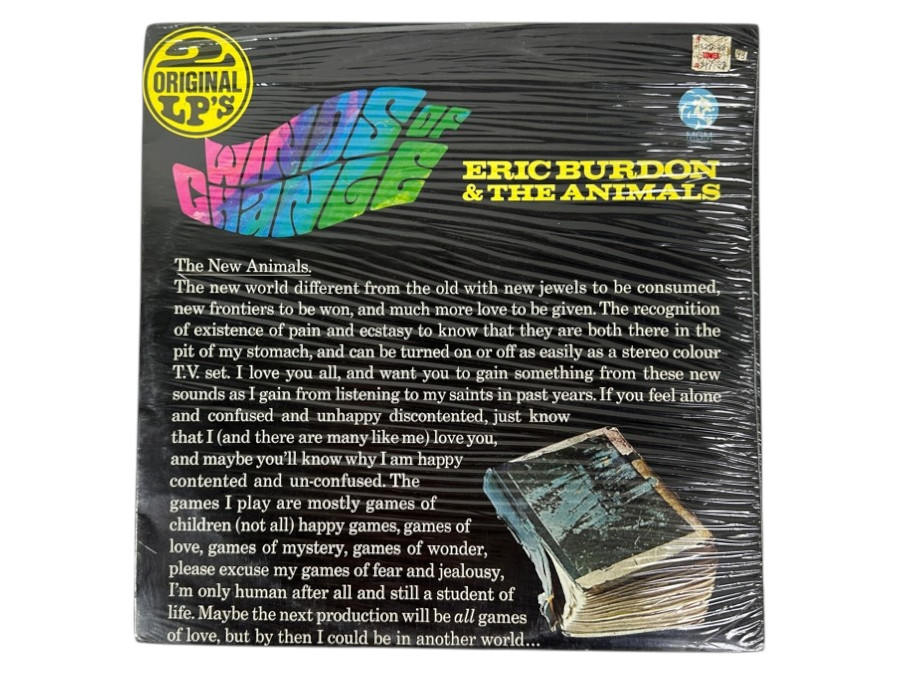 2
ORIGINAL
LP'S
WINDS OF
CHANGE
MGM
ERIC BURDON
& THE ANIMALS
The New Animals.
The new world different from the old with new jewels to be consumed,
new frontiers to be won, and much more love to be given. The recognition
of existence of pain and ecstasy to know that they are both there in the
pit of my stomach, and can be turned on or off as easily as a stereo colour
T.V. set. I love you all, and want you to gain something from these new
sounds as I gain from listening to my saints in past years. If you feel alone
and confused and unhappy discontented, just know
that I (and there are many like me) love you,
and maybe you'll know why I am happy
contented and un-confused. The
games I play are mostly games of
children (not all) happy games, games of
love, games of mystery, games of wonder,
please excuse my games of fear and jealousy,
I'm only human after all and still a student of
life. Maybe the next production will be all games
of love, but by then I could be in another world...